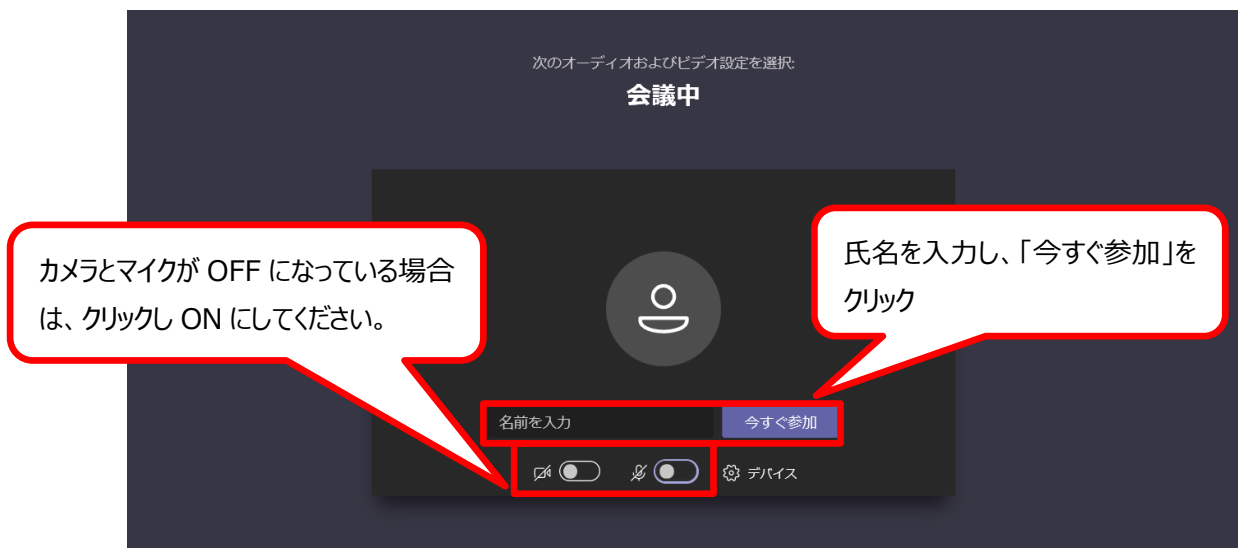 次のオーディオおよびビデオ設定を選択:
会議中
カメラとマイクが OFF になっている場合
は、クリックし ON にしてください。
氏名を入力し、「今すぐ参加」を
クリック
名前を入力
今すぐ参加
デバイス